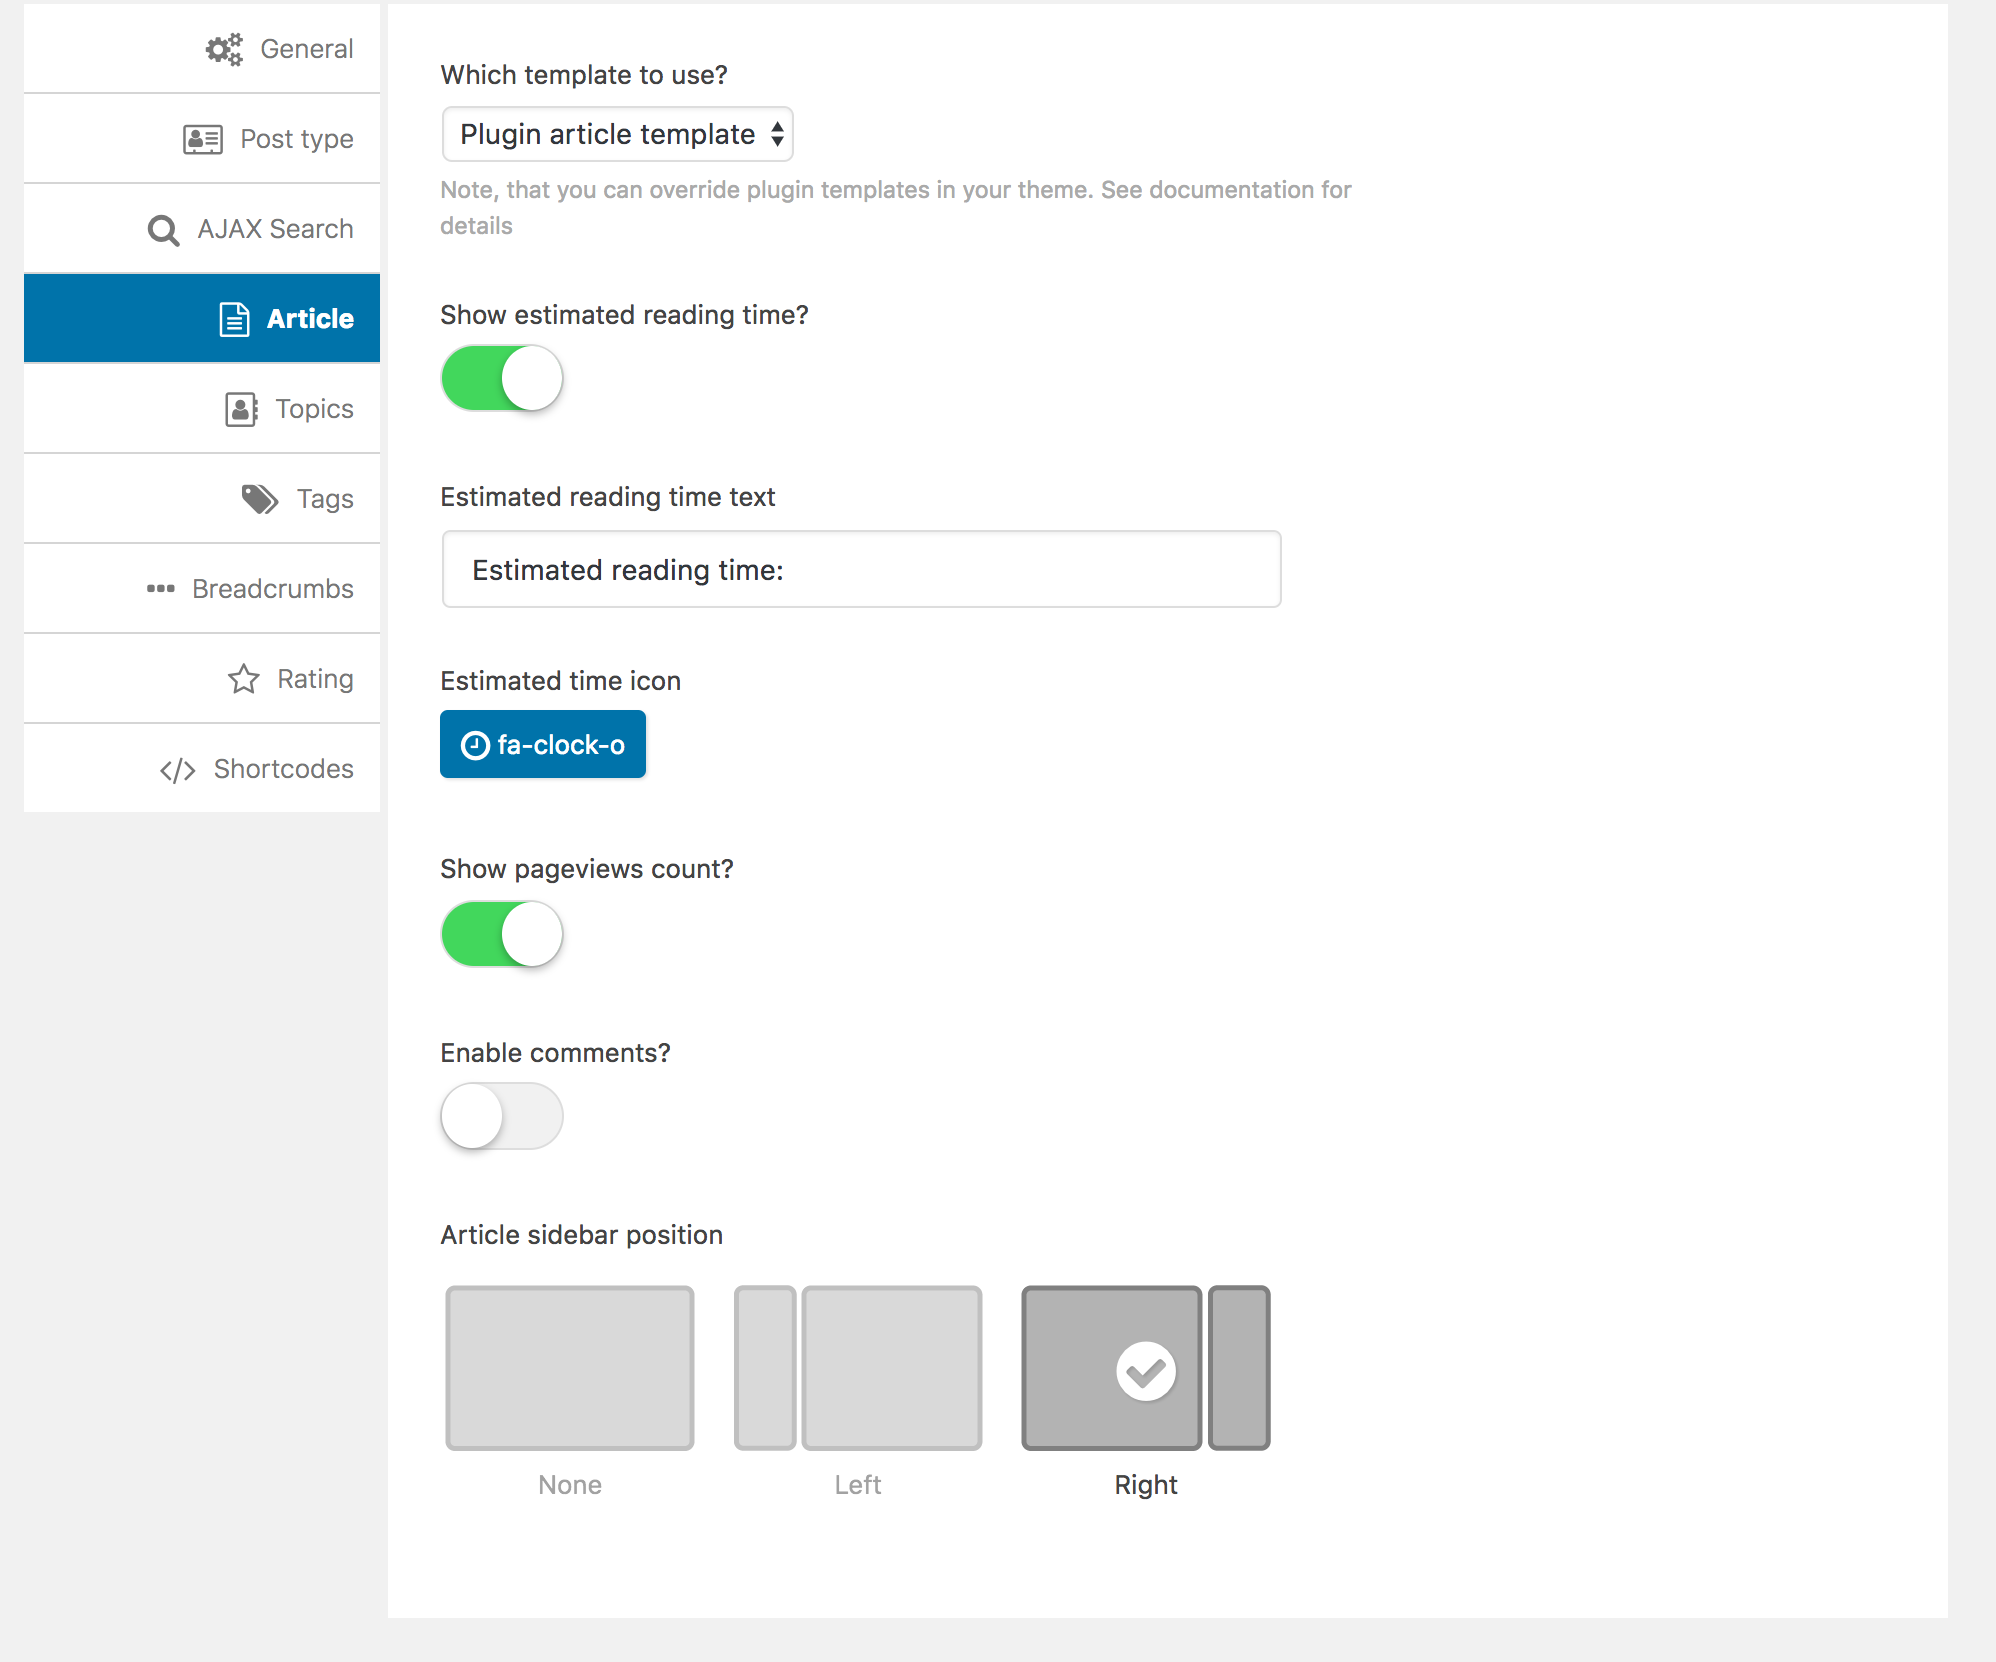 General
Post type
AJAX Search
Article
Topics
Tags
Breadcrumbs
Rating
Shortcodes
Which template to use?
Plugin article template
Note, that you can override plugin templates in your theme. See documentation for
details
Show estimated reading time?
Estimated reading time text
Estimated reading time:
Estimated time icon
fa-clock-o
Show pageviews count?
Enable comments?
Article sidebar position
None
Left
Right